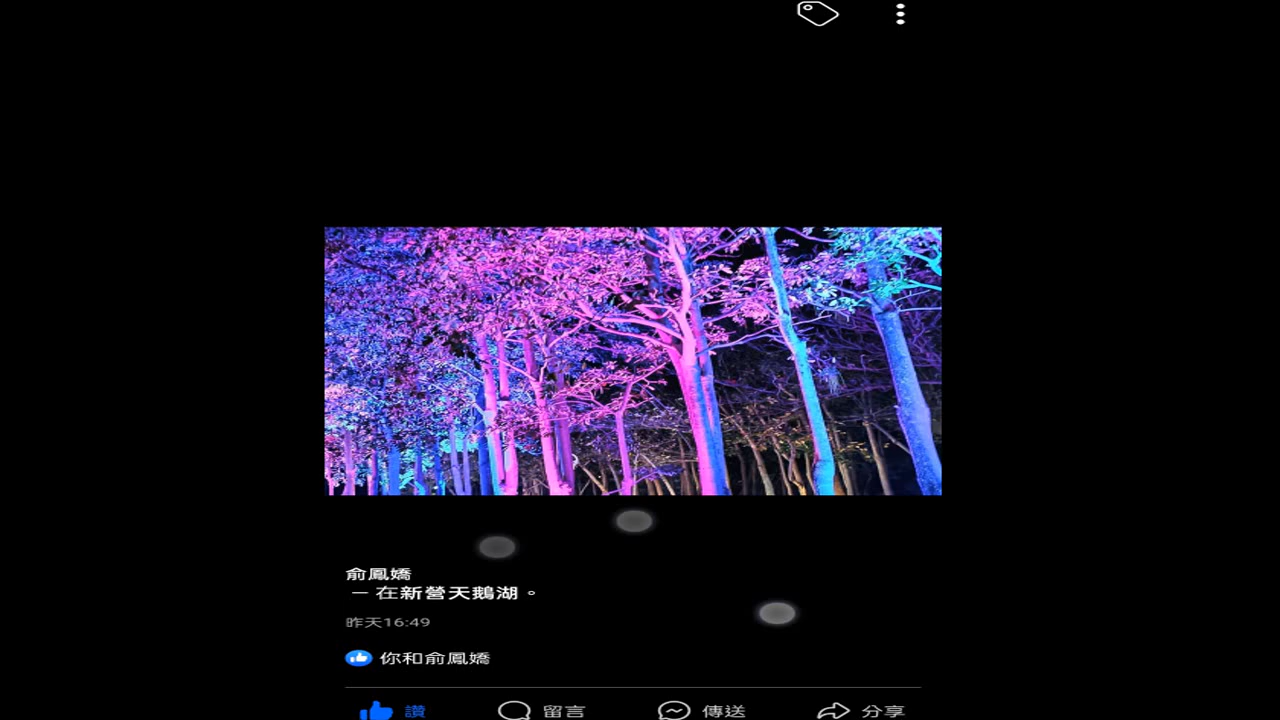 俞鳳嬌
─ 在新營天鵝湖。
昨天16:49
你和俞鳳嬌
讚 留言 傳送 分享